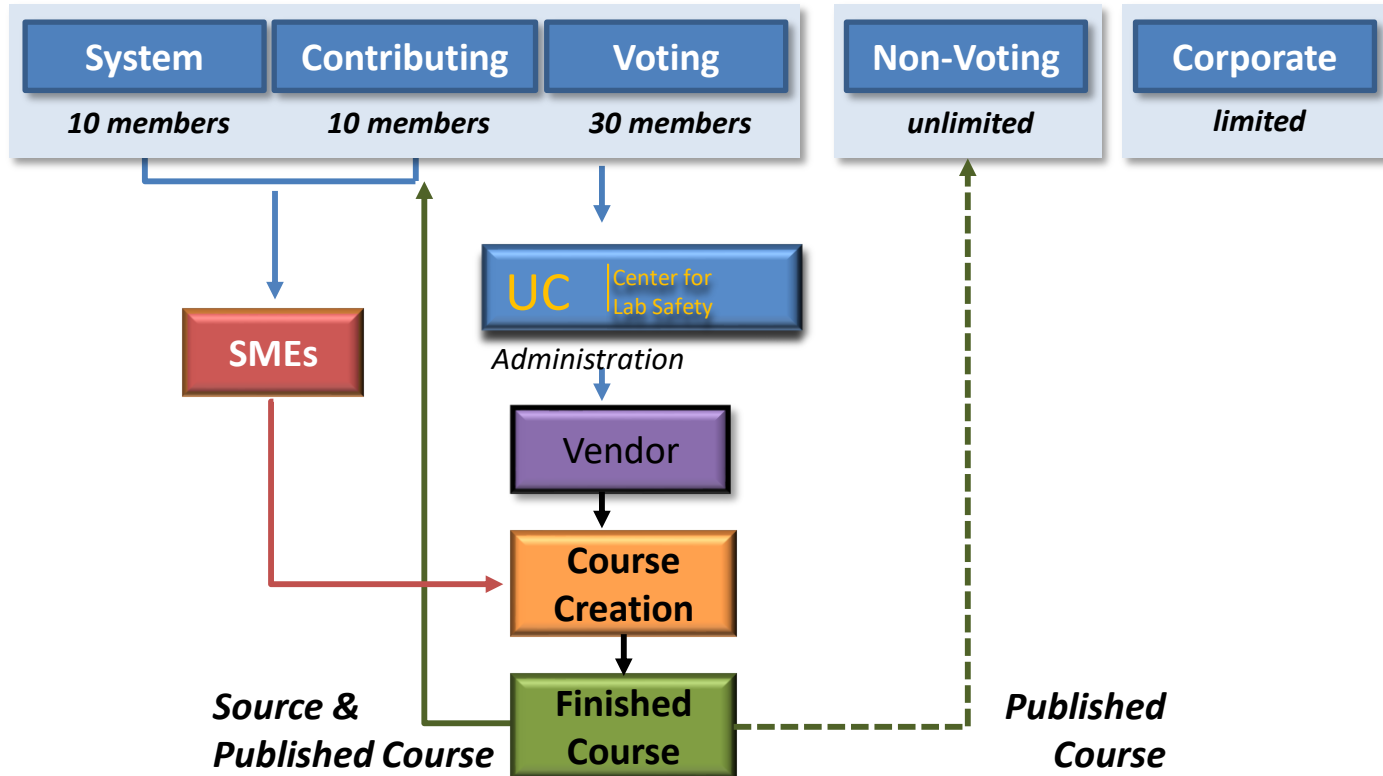 System
Contributing
Voting
Non-Voting
Corporate
10 members
10 members
30 members
unlimited
limited
UC
Center for
Lab Safety
Administration
SMEs
Vendor
Course
Creation
Finished
Course
Source &
Published Course
Published
Course